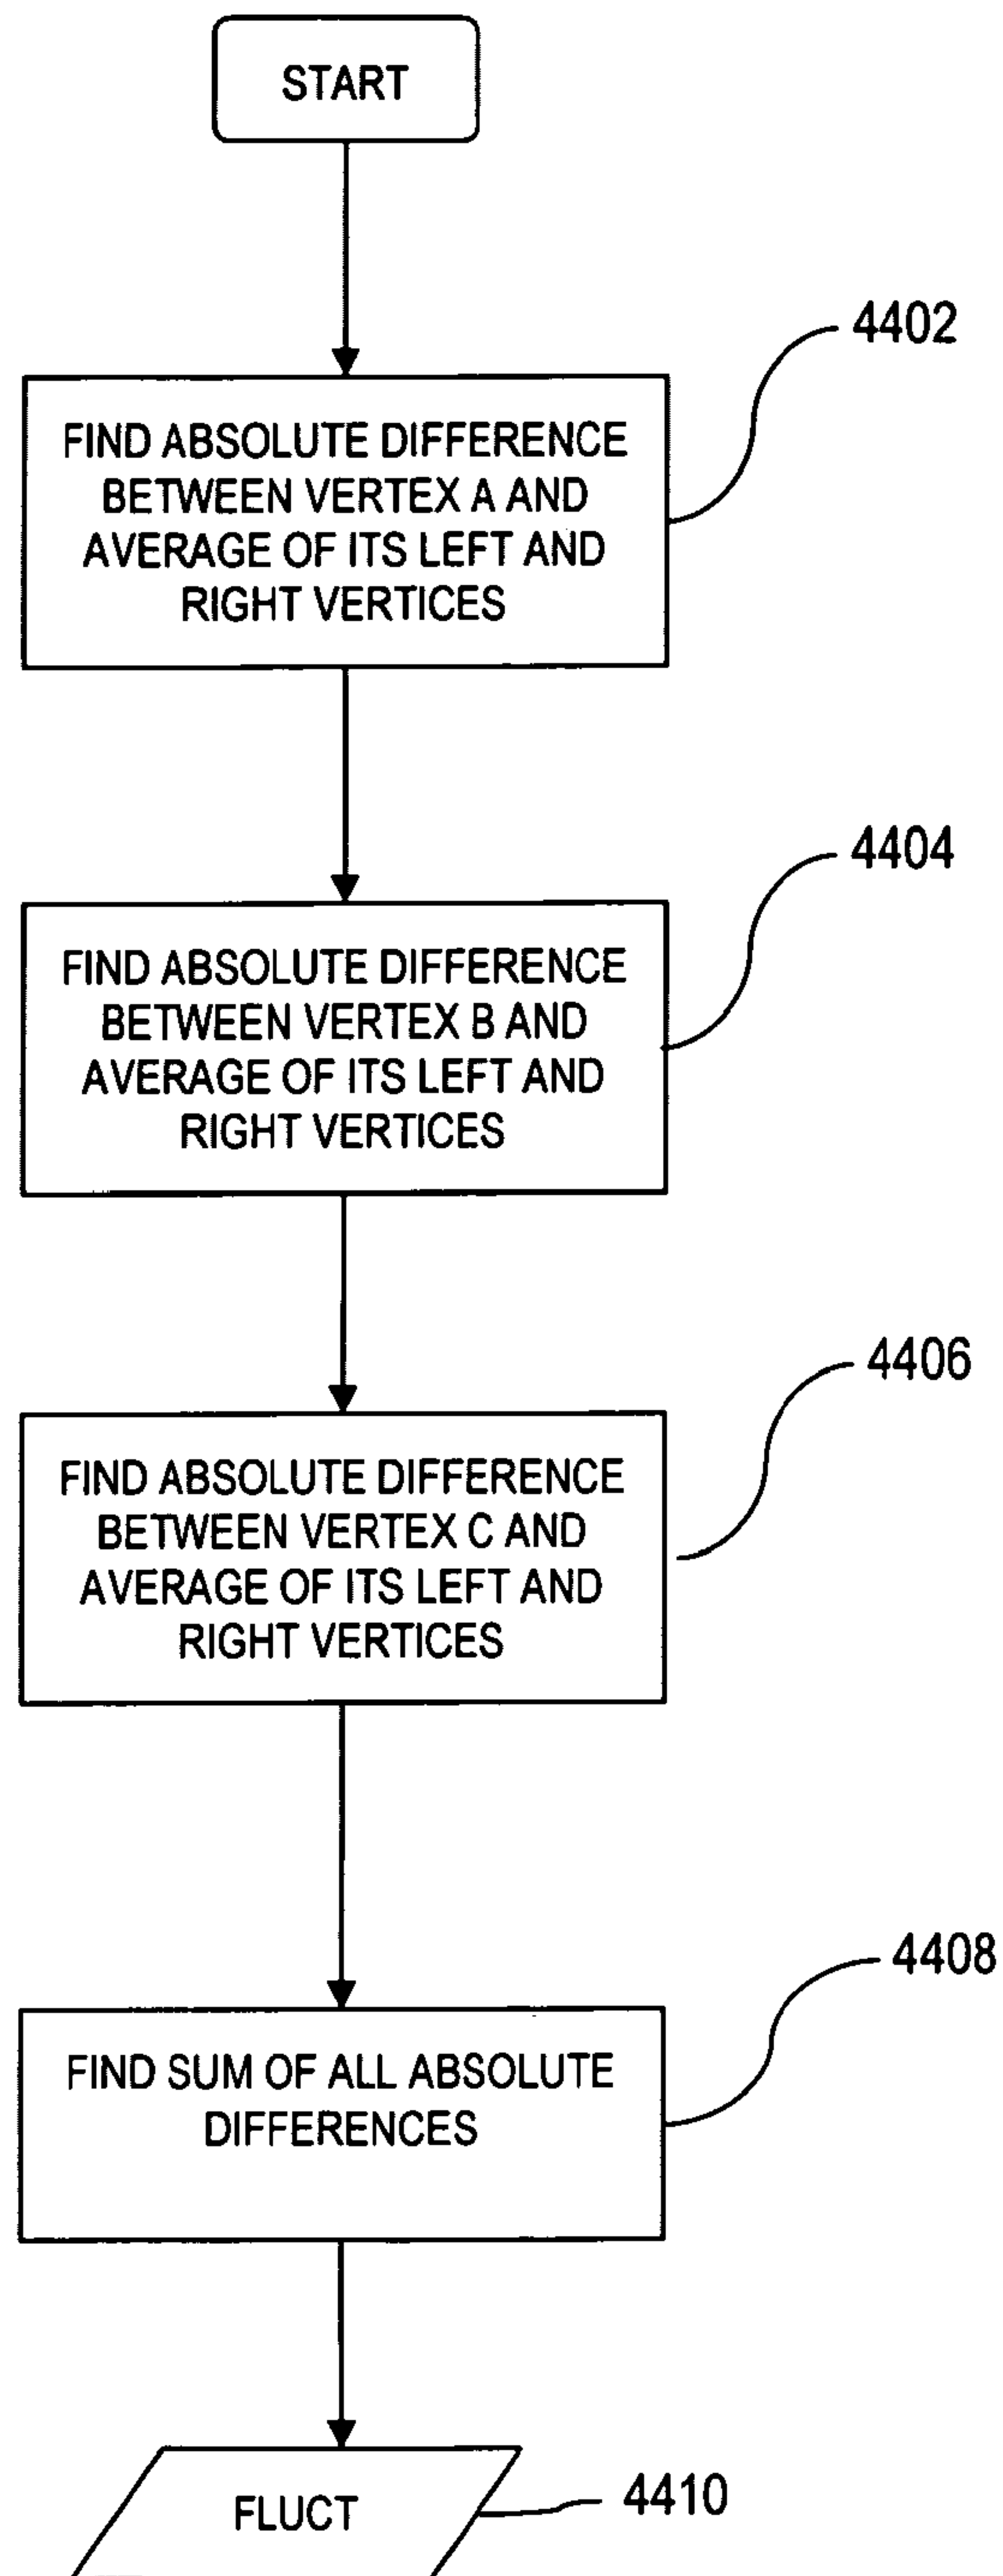 START
4402
FIND ABSOLUTE DIFFERENCE
BETWEEN VERTEX A AND
AVERAGE OF ITS LEFT AND
RIGHT VERTICES
4404
FIND ABSOLUTE DIFFERENCE
BETWEEN VERTEX B AND
AVERAGE OF ITS LEFT AND
RIGHT VERTICES
4406
FIND ABSOLUTE DIFFERENCE
BETWEEN VERTEX C AND
AVERAGE OF ITS LEFT AND
RIGHT VERTICES
4408
FIND SUM OF ALL ABSOLUTE
DIFFERENCES
FLUCT
4410